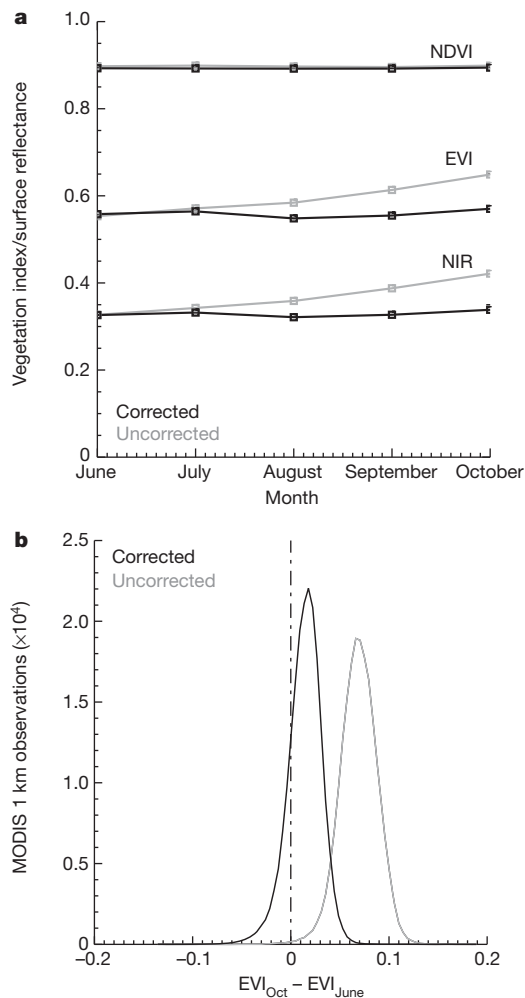 a
1.0
0.8
0.6
0.4
0.2
0
NDVI
EVI
NIR
Corrected
Uncorrected
June July August September October
Month
Vegetation index/surface reflectance
b
2.5
2.0
1.5
1.0
0.5
0
Corrected
Uncorrected
MODIS 1 km observations (×10⁴)
−0.2 −0.1 0 0.1 0.2
EVI_Oct − EVI_June